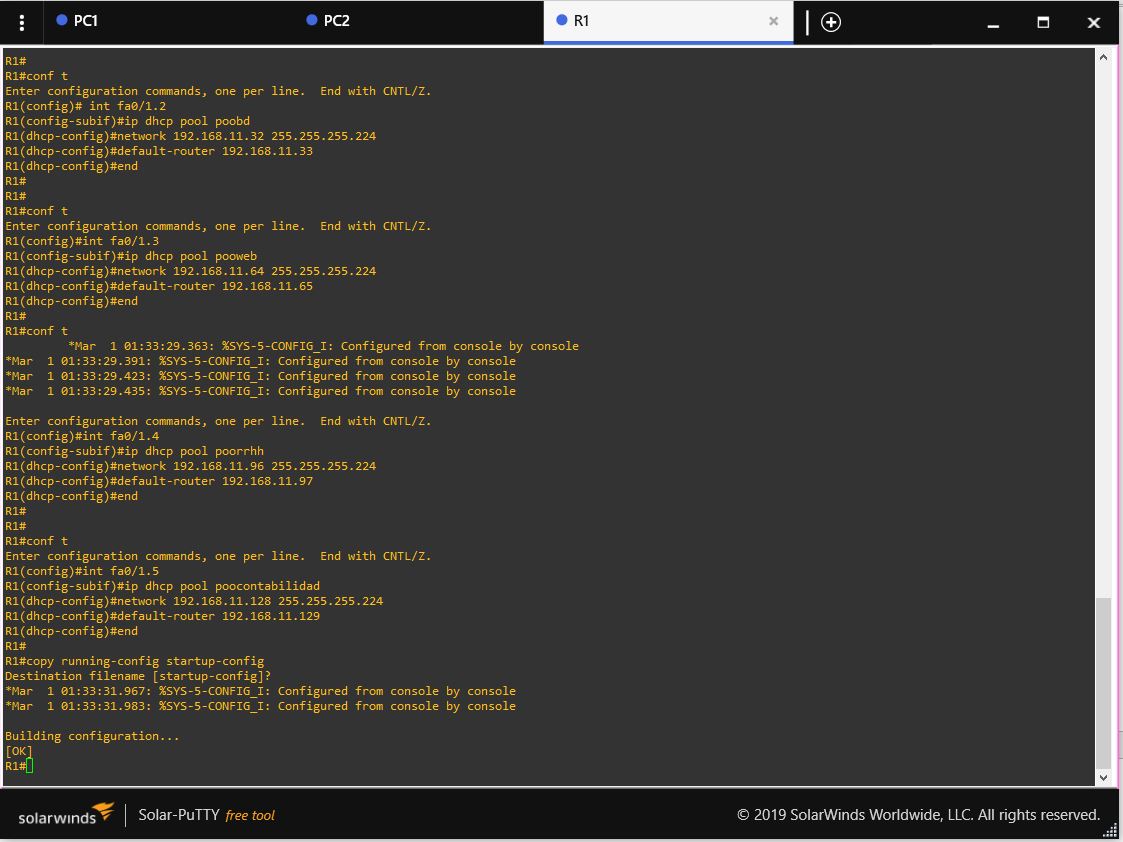 PC1
PC2
R1
R1#
R1#conf t
Enter configuration commands, one per line.  End with CNTL/Z.
R1(config)# int fa0/1.2
R1(config-subif)#ip dhcp pool poobd
R1(dhcp-config)#network 192.168.11.32 255.255.255.224
R1(dhcp-config)#default-router 192.168.11.33
R1(dhcp-config)#end
R1#
R1#
R1#conf t
Enter configuration commands, one per line.  End with CNTL/Z.
R1(config)#int fa0/1.3
R1(config-subif)#ip dhcp pool pooweb
R1(dhcp-config)#network 192.168.11.64 255.255.255.224
R1(dhcp-config)#default-router 192.168.11.65
R1(dhcp-config)#end
R1#
R1#conf t
*Mar  1 01:33:29.363: %SYS-5-CONFIG_I: Configured from console by console
*Mar  1 01:33:29.391: %SYS-5-CONFIG_I: Configured from console by console
*Mar  1 01:33:29.423: %SYS-5-CONFIG_I: Configured from console by console
*Mar  1 01:33:29.435: %SYS-5-CONFIG_I: Configured from console by console
Enter configuration commands, one per line.  End with CNTL/Z.
R1(config)#int fa0/1.4
R1(config-subif)#ip dhcp pool poorrhh
R1(dhcp-config)#network 192.168.11.96 255.255.255.224
R1(dhcp-config)#default-router 192.168.11.97
R1(dhcp-config)#end
R1#
R1#
R1#conf t
Enter configuration commands, one per line.  End with CNTL/Z.
R1(config)#int fa0/1.5
R1(config-subif)#ip dhcp pool poocontabilidad
R1(dhcp-config)#network 192.168.11.128 255.255.255.224
R1(dhcp-config)#default-router 192.168.11.129
R1(dhcp-config)#end
R1#
R1#copy running-config startup-config
Destination filename [startup-config]?
*Mar  1 01:33:31.967: %SYS-5-CONFIG_I: Configured from console by console
*Mar  1 01:33:31.983: %SYS-5-CONFIG_I: Configured from console by console
Building configuration...
[OK]
R1#
solarwinds
Solar-PuTTY free tool
© 2019 SolarWinds Worldwide, LLC. All rights reserved.